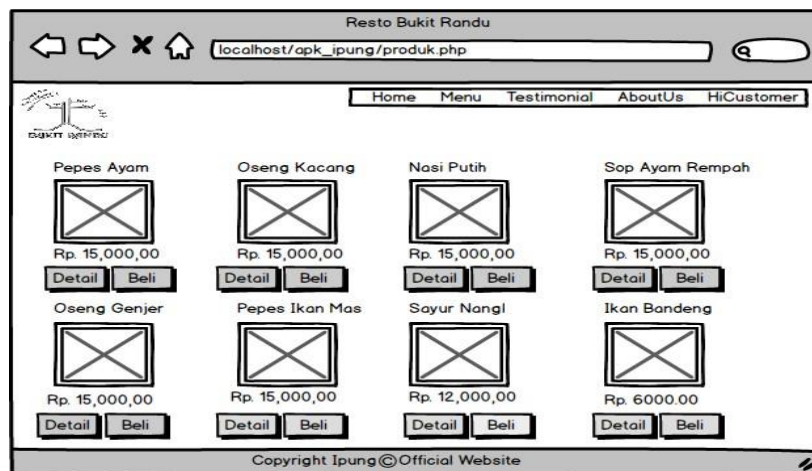 Resto Bukit Randu
localhost/apk_ipung/produk.php
Home Menu Testimonial AboutUs HiCustomer
BUKIT RANDU
Pepes Ayam Oseng Kacang Nasi Putih Sop Ayam Rempah
Rp. 15,000,00 Rp. 15,000,00 Rp. 15,000,00 Rp. 15,000,00
Detail Beli Detail Beli Detail Beli Detail Beli
Oseng Genjer Pepes Ikan Mas Sayur Nangl Ikan Bandeng
Rp. 15,000,00 Rp. 15,000,00 Rp. 12,000,00 Rp. 6000.00
Detail Beli Detail Beli Detail Beli Detail Beli
Copyright Ipung©Official Website